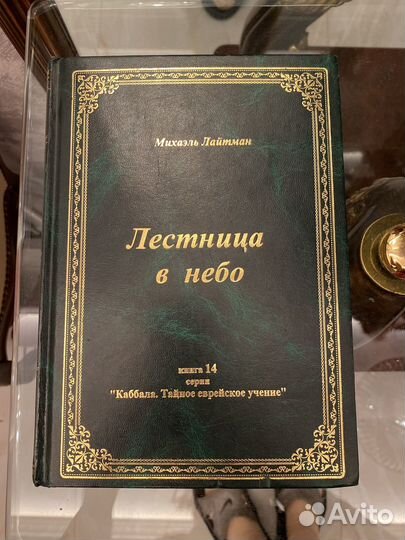 Михаэль Лайтман
Лестница
в небо
книга 14
серии
"Каббала. Тайное еврейское учение"
Avito